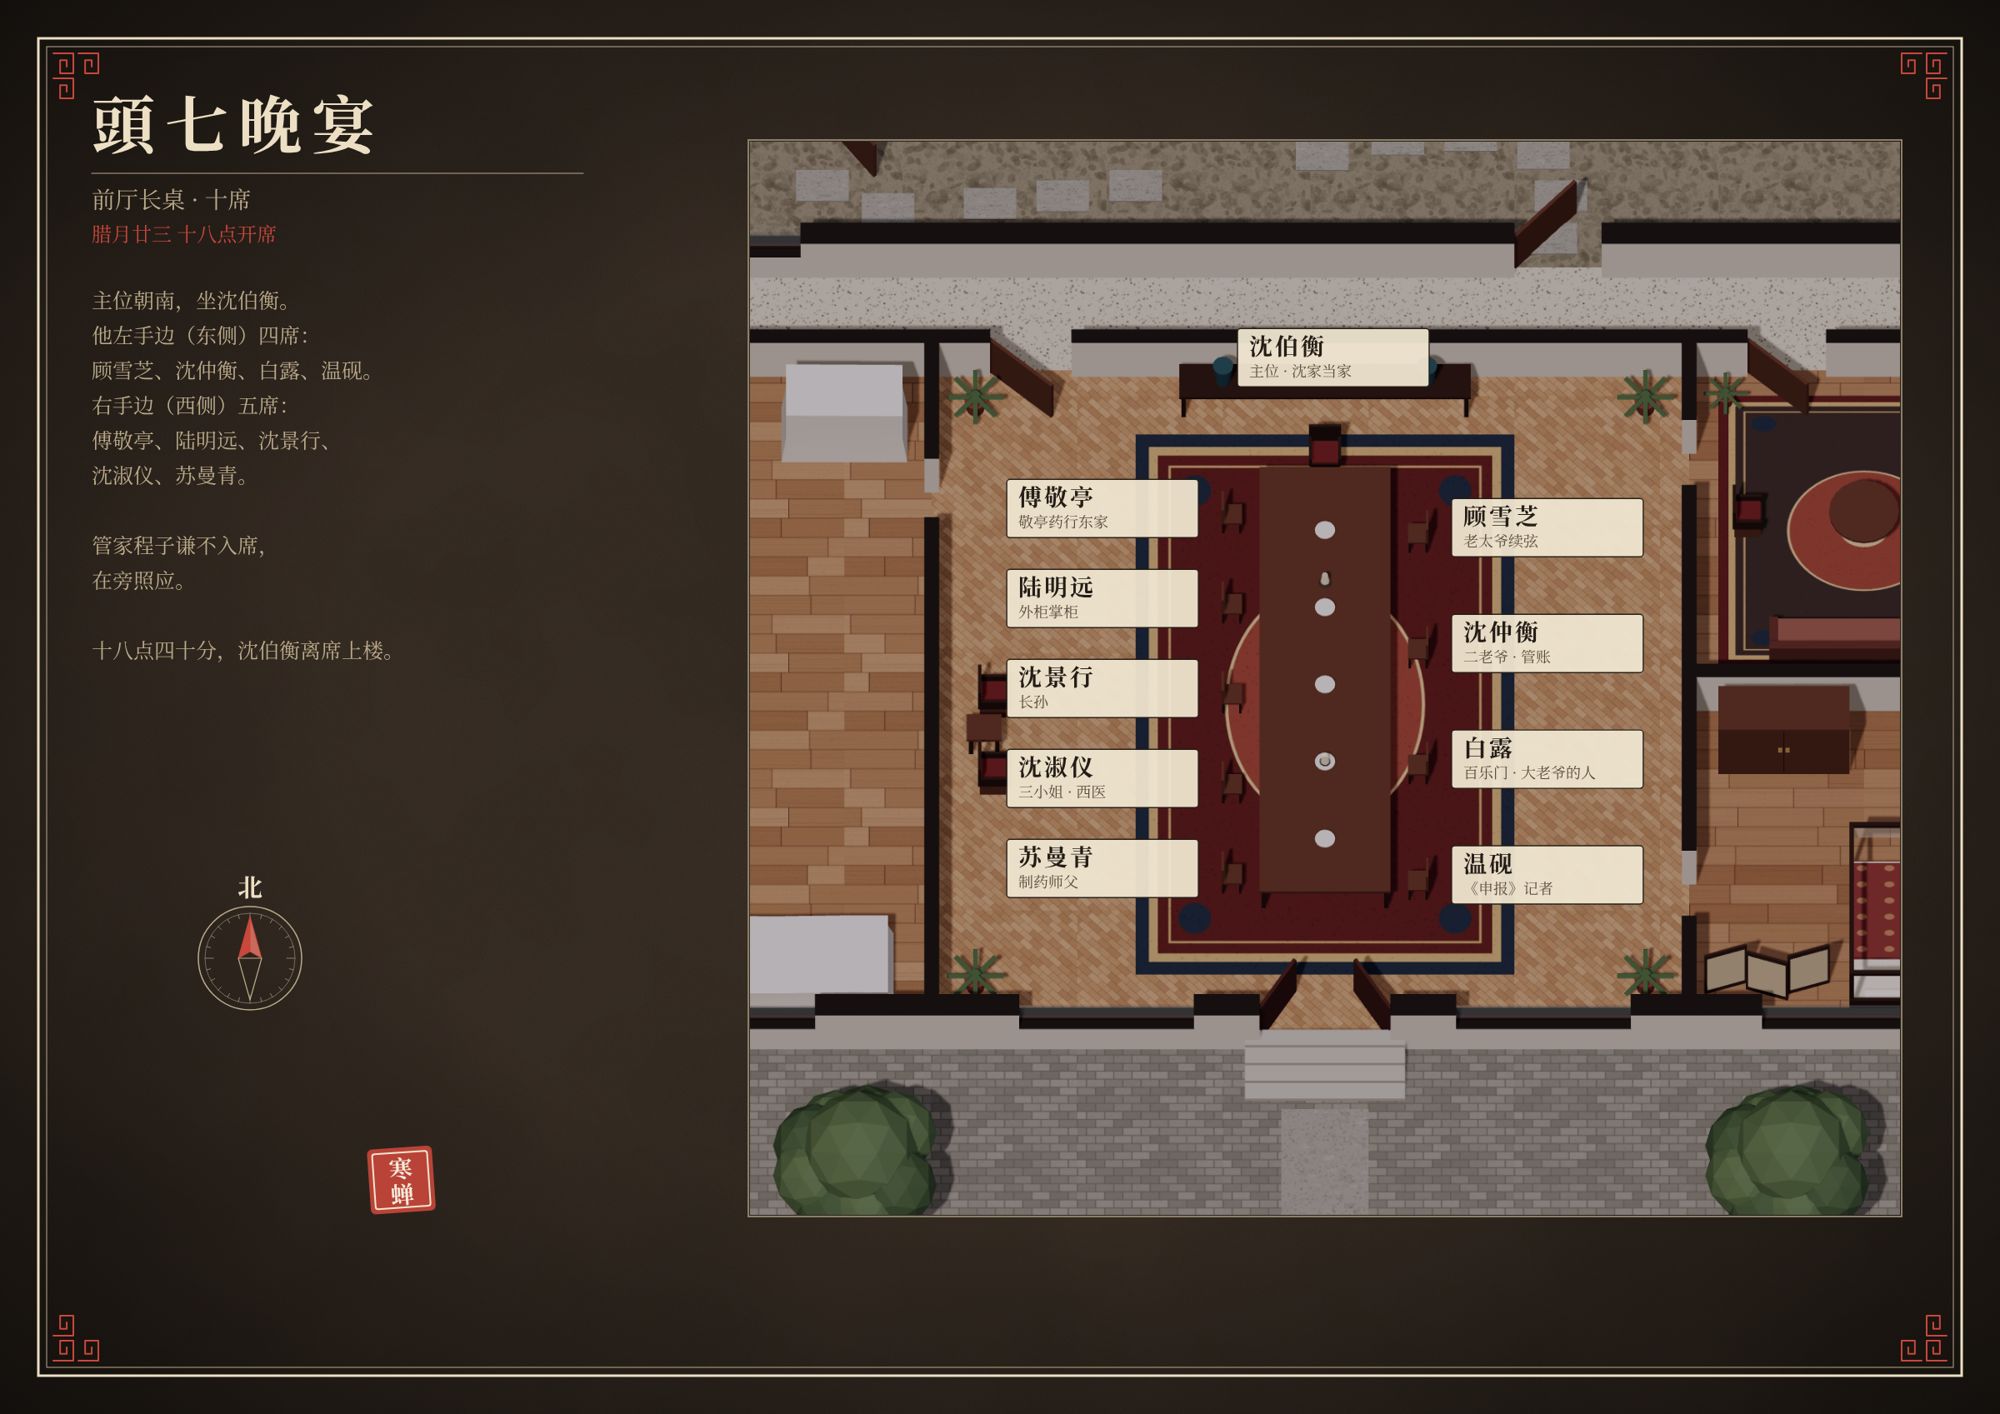 頭七晚宴
前厅长桌 · 十席
腊月廿三 十八点开席
主位朝南，坐沈伯衡。
他左手边（东侧）四席：
顾雪芝、沈仲衡、白露、温砚。
右手边（西侧）五席：
傅敬亭、陆明远、沈景行、
沈淑仪、苏曼青。
管家程子谦不入席，
在旁照应。
十八点四十分，沈伯衡离席上楼。
北
寒
蝉
沈伯衡
主位 · 沈家当家
傅敬亭
敬亭药行东家
陆明远
外柜掌柜
沈景行
长孙
沈淑仪
三小姐 · 西医
苏曼青
制药师父
顾雪芝
老太爷续弦
沈仲衡
二老爷 · 管账
白露
百乐门 · 大老爷的人
温砚
《申报》记者